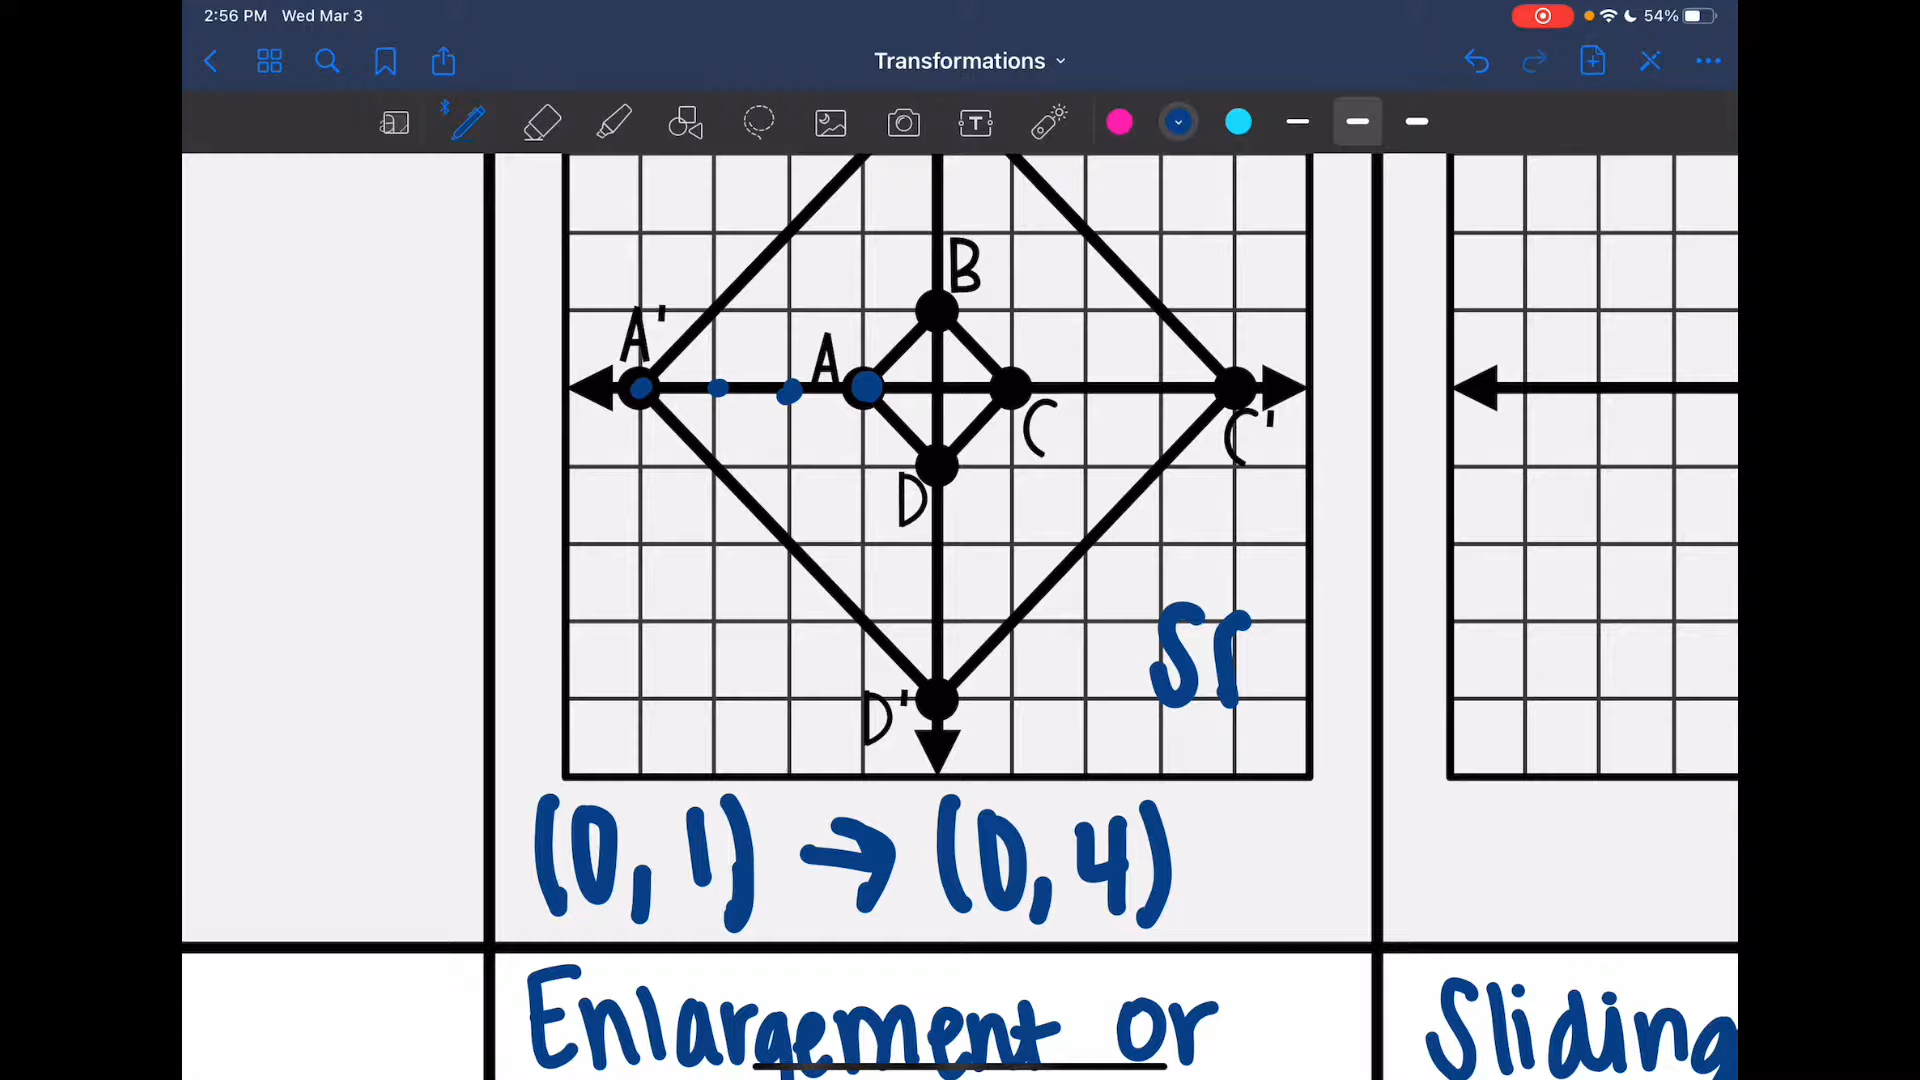 2:56 PM Wed Mar 3 54%
Transformations
T
B
A' A
C C'
D
SF
D'
(0, 1) → (0, 4)
Enlargement or
Sliding